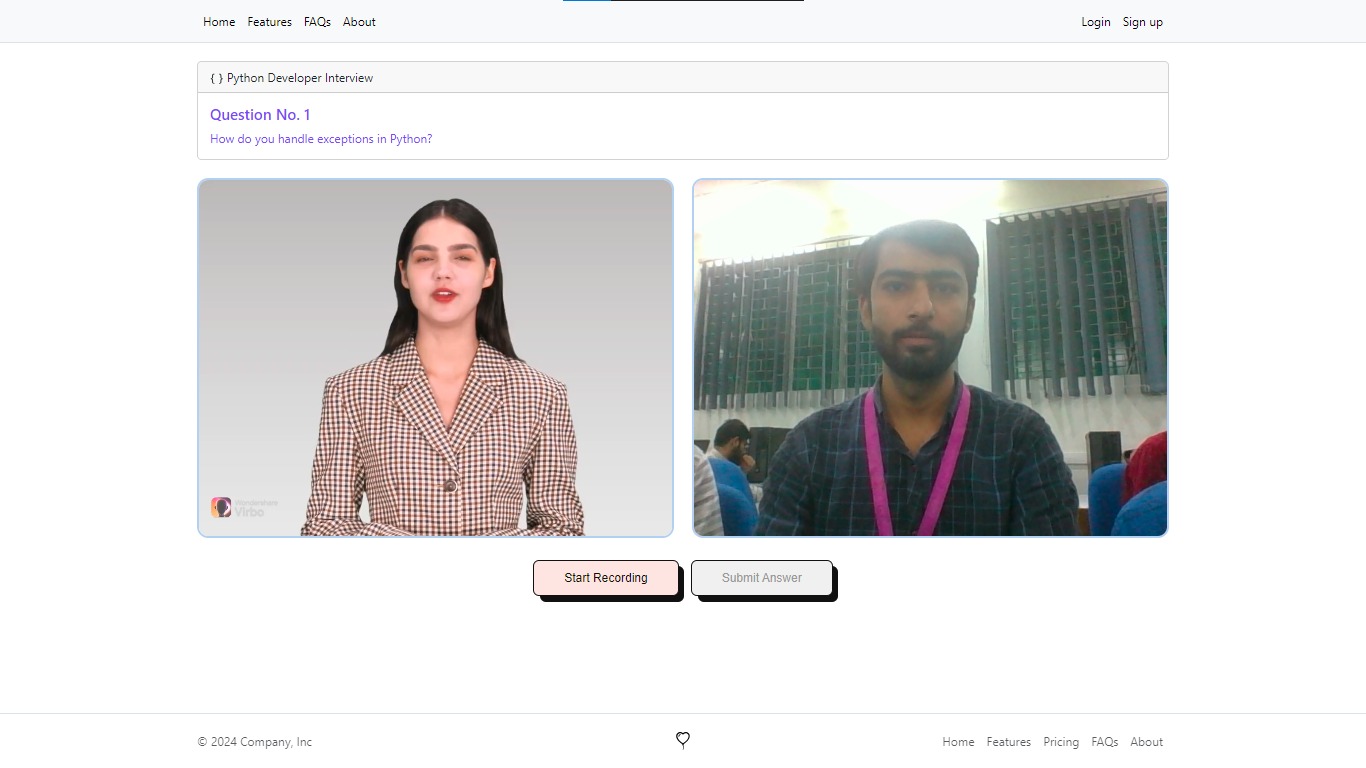 Home Features FAQs About Login Sign up
{ } Python Developer Interview
Question No. 1
How do you handle exceptions in Python?
Wondershare
Virbo
Start Recording Submit Answer
© 2024 Company, Inc Home Features Pricing FAQs About